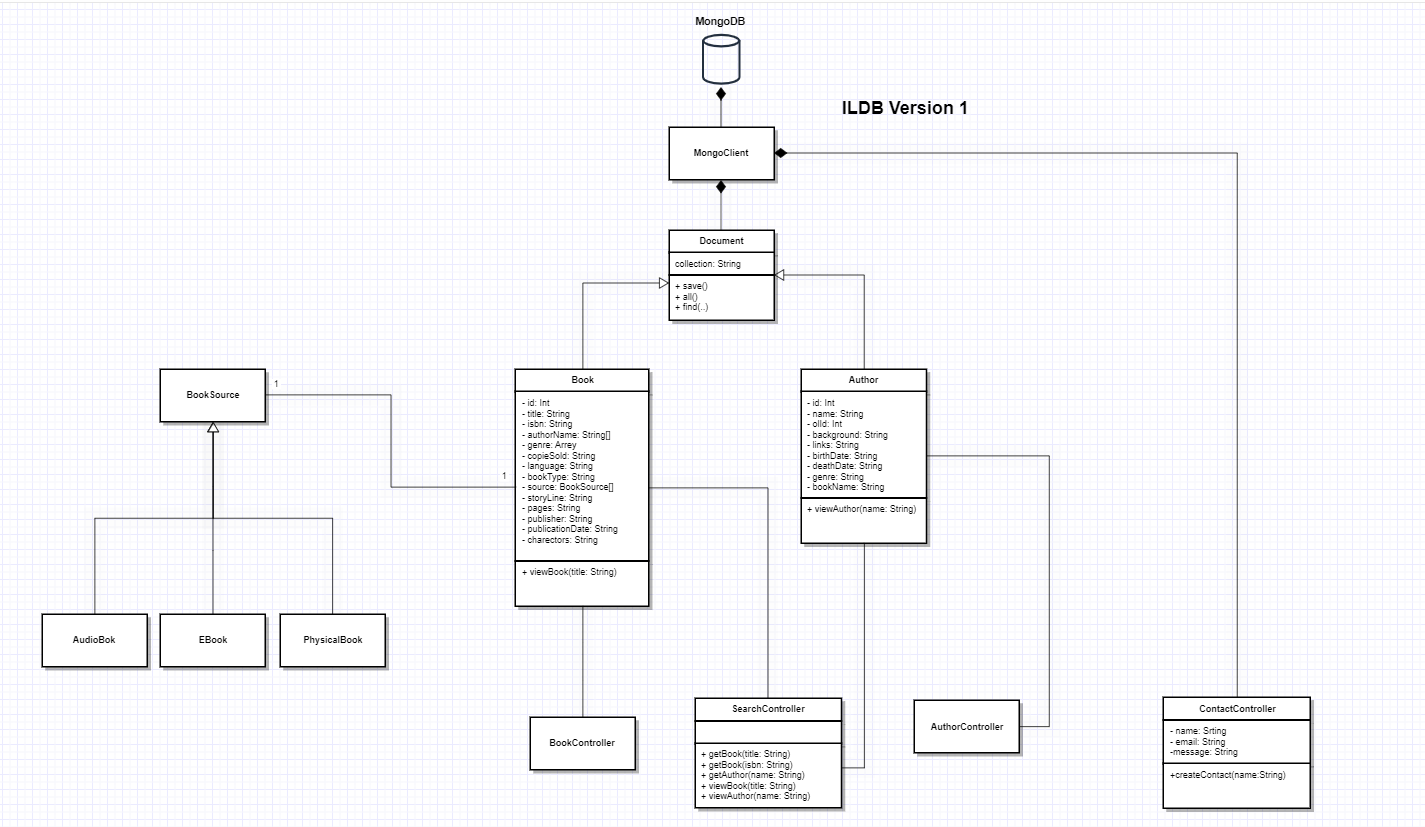 MongoDB
ILDB Version 1
MongoClient
Document
collection: String
+ save()
+ all()
+ find(..)
BookSource
1
1
Book
- id: Int
- title: String
- isbn: String
- authorName: String[]
- genre: Arrey
- copieSold: String
- language: String
- bookType: String
- source: BookSource[]
- storyLine: String
- pages: String
- publisher: String
- publicationDate: String
- charectors: String
+ viewBook(title: String)
Author
- id: Int
- name: String
- olId: Int
- background: String
- links: String
- birthDate: String
- deathDate: String
- genre: String
- bookName: String
+ viewAuthor(name: String)
AudioBok
EBook
PhysicalBook
BookController
SearchController
+ getBook(title: String)
+ getBook(isbn: String)
+ getAuthor(name: String)
+ viewBook(title: String)
+ viewAuthor(name: String)
AuthorController
ContactController
- name: Srting
- email: String
-message: String
+createContact(name:String)